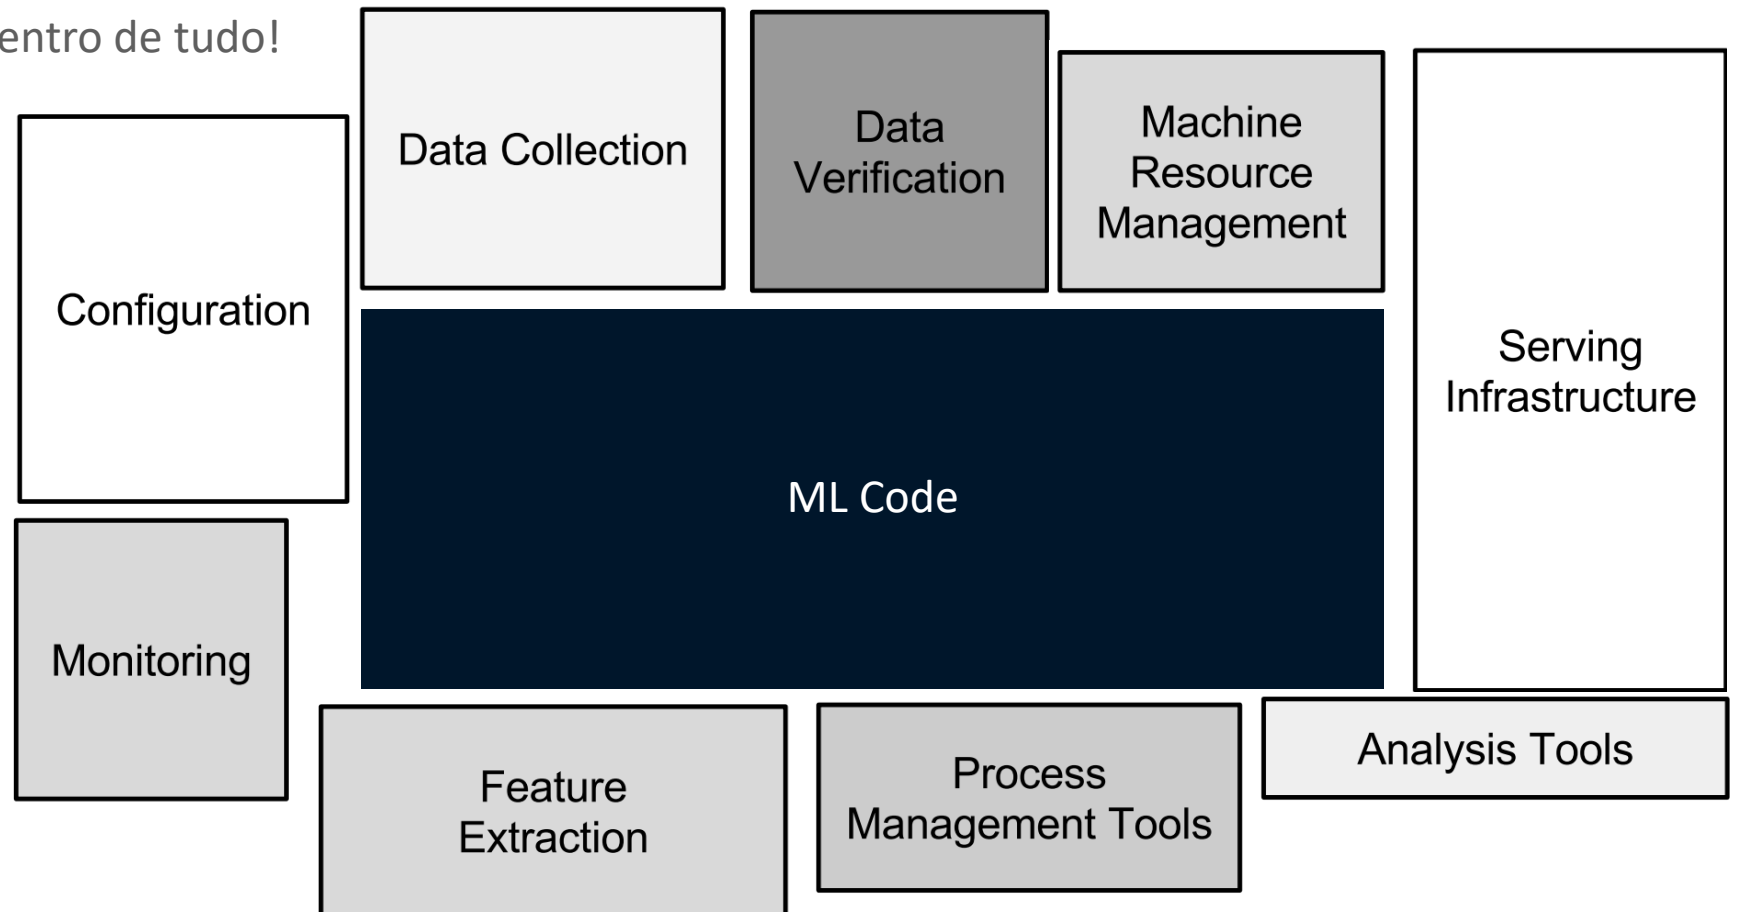 entro de tudo!
Data Collection
Data
Verification
Machine
Resource
Management
Configuration
Serving
Infrastructure
ML Code
Monitoring
Feature
Extraction
Process
Management Tools
Analysis Tools